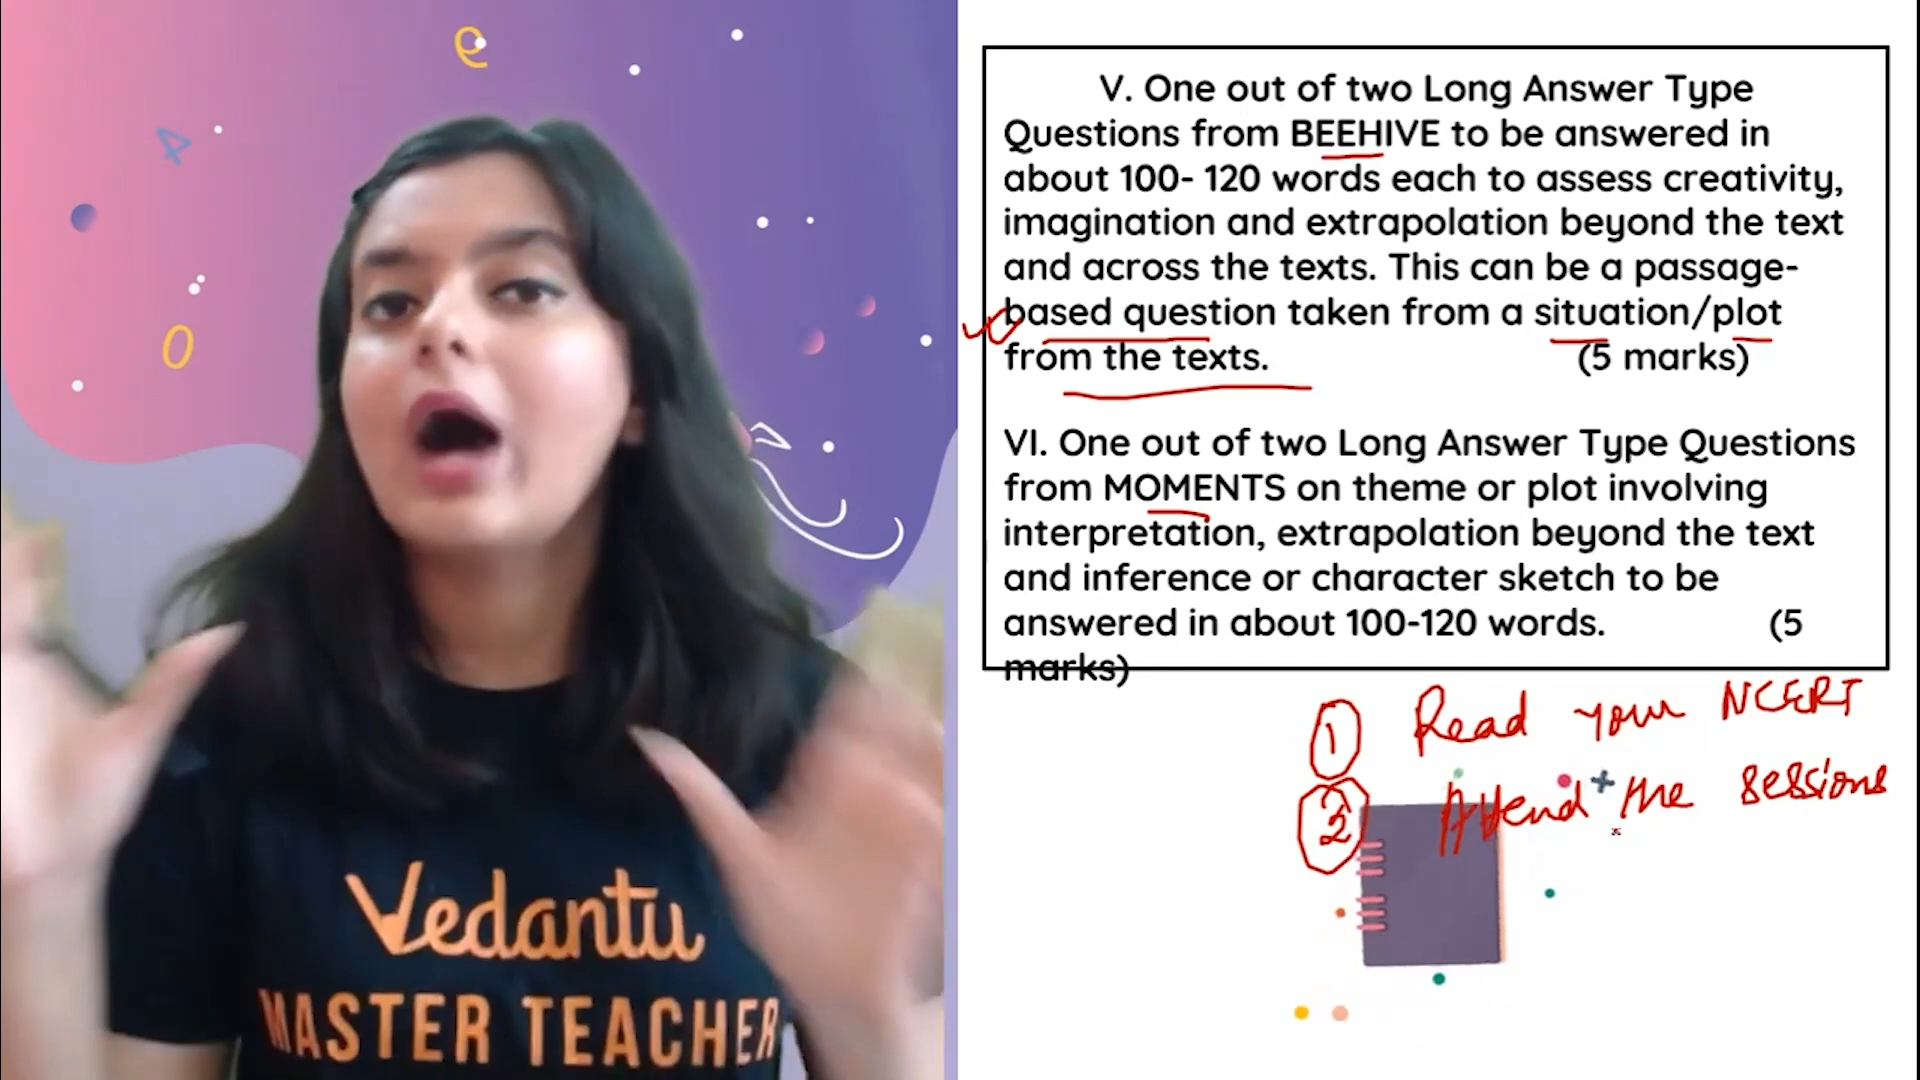 V. One out of two Long Answer Type
Questions from BEEHIVE to be answered in
about 100- 120 words each to assess creativity,
imagination and extrapolation beyond the text
and across the texts. This can be a passage-
based question taken from a situation/plot
from the texts. (5 marks)
VI. One out of two Long Answer Type Questions
from MOMENTS on theme or plot involving
interpretation, extrapolation beyond the text
and inference or character sketch to be
answered in about 100-120 words. (5
marks)
1 Read your NCERT
2 Attend the sessions
Vedantu
MASTER TEACHER
9
4
0